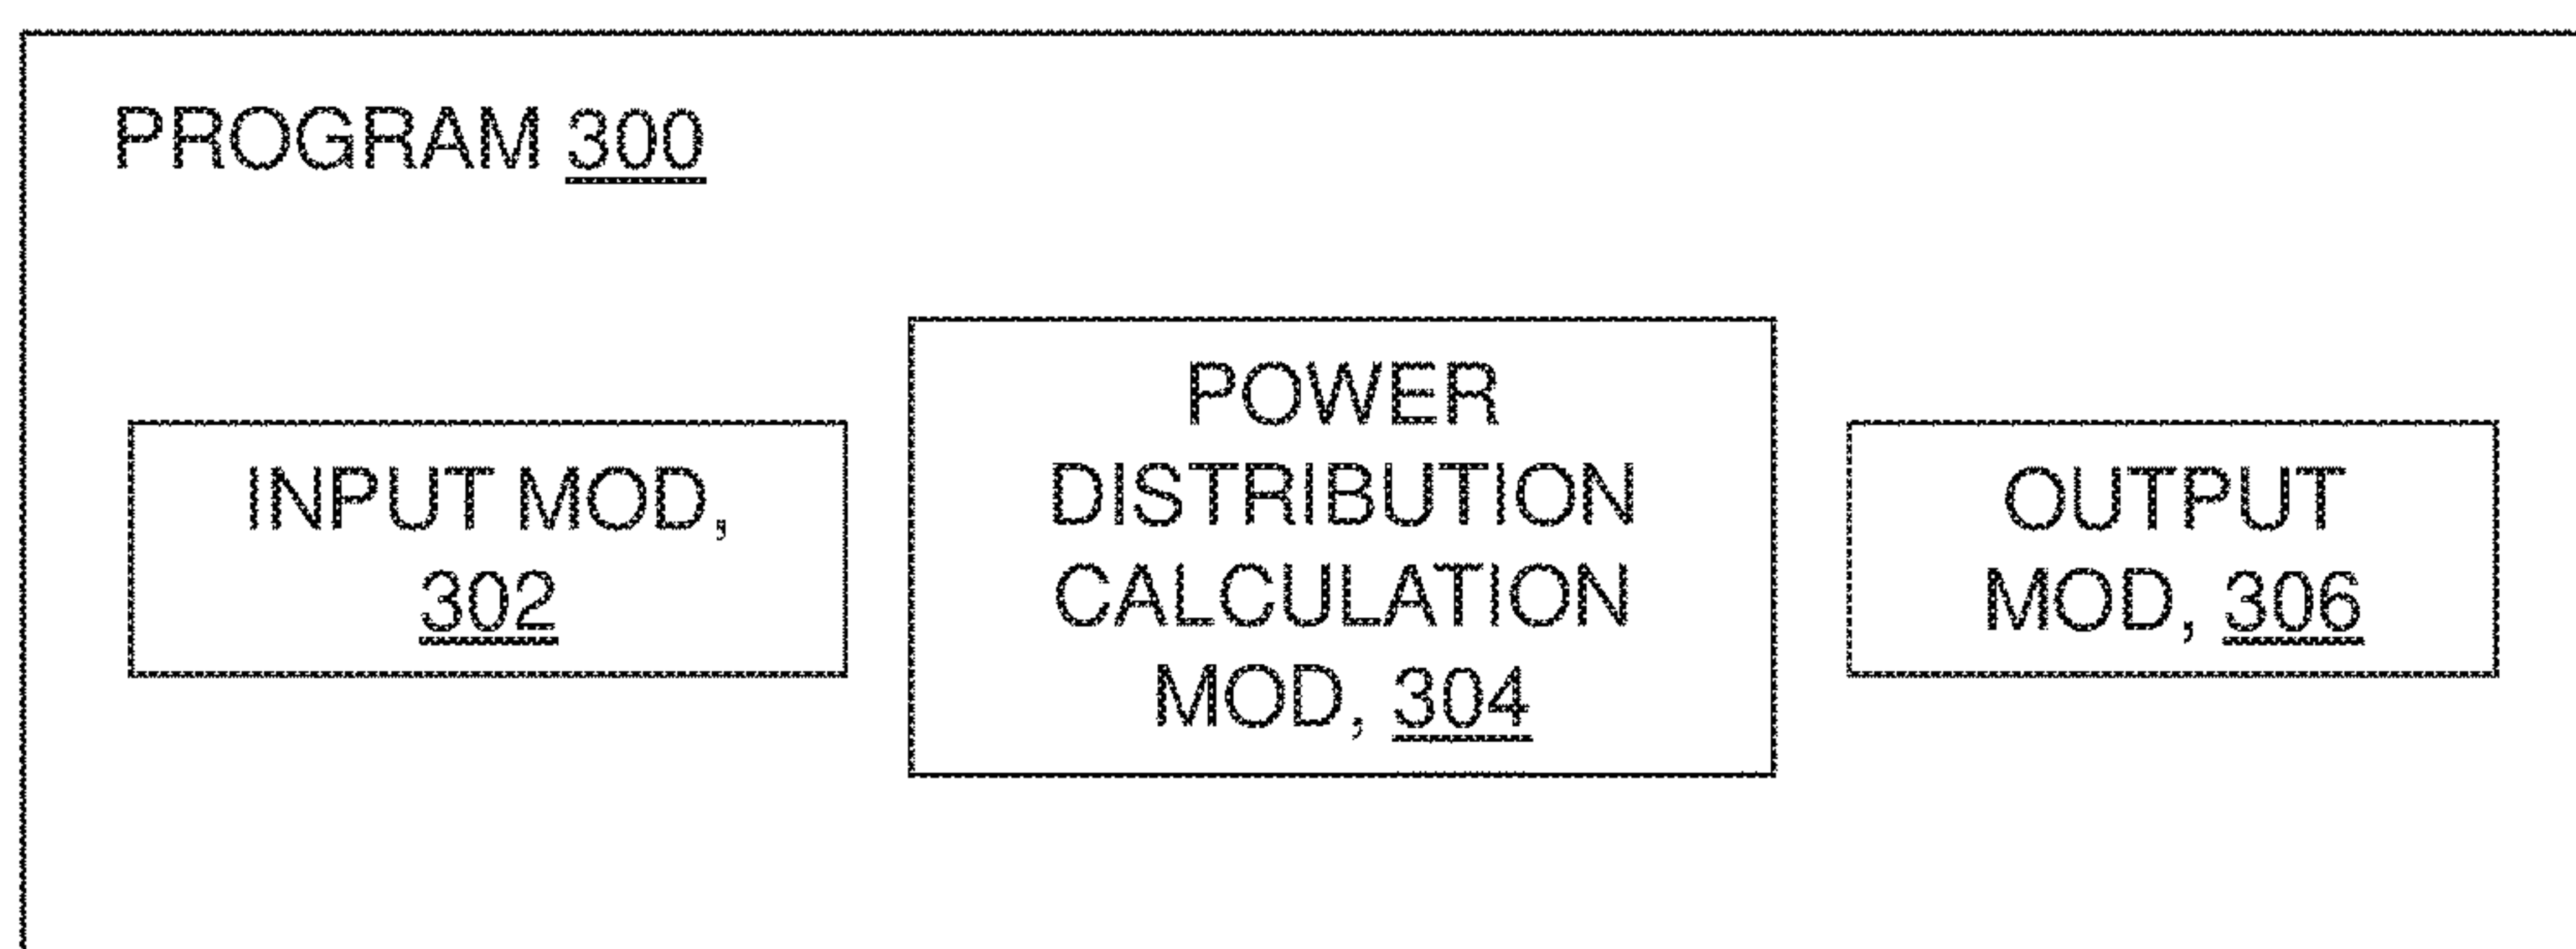 PROGRAM 300
INPUT MOD,
302
POWER
DISTRIBUTION
CALCULATION
MOD, 304
OUTPUT
MOD, 306